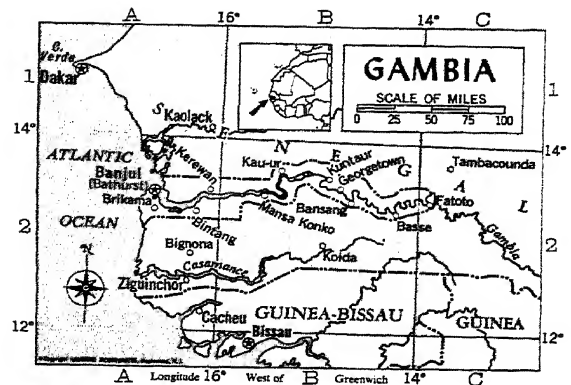 A 16° B 14° C
C. Verde
Dakar
1 1
GAMBIA
SCALE OF MILES
0 25 50 75 100
S E N E G A L
Kaolack
14° 14°
ATLANTIC
OCEAN
Kerewan
Kau-ur
Kuntaur
Georgetown
Tambacounda
Banjul
(Bathurst)
Brikama
Bintang
Mansa Konko
Bansang
Basse
Fatoto
Gambia
2 2
N
Bignona
Kolda
Casamance
Ziguinchor
Cacheu
GUINEA-BISSAU
GUINEA
Bissau
12° 12°
A Longitude 16° West of B Greenwich 14° C